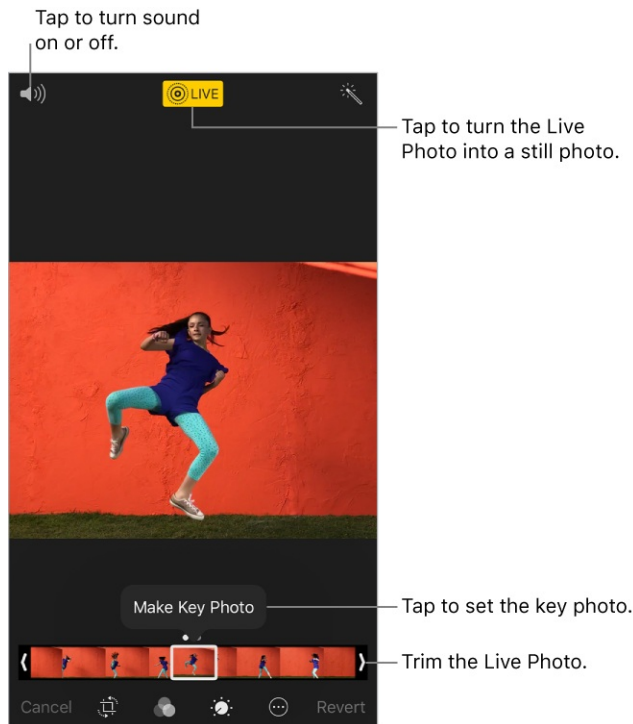 Tap to turn sound
on or off.
LIVE
Tap to turn the Live
Photo into a still photo.
Make Key Photo
Tap to set the key photo.
Trim the Live Photo.
Cancel
Revert